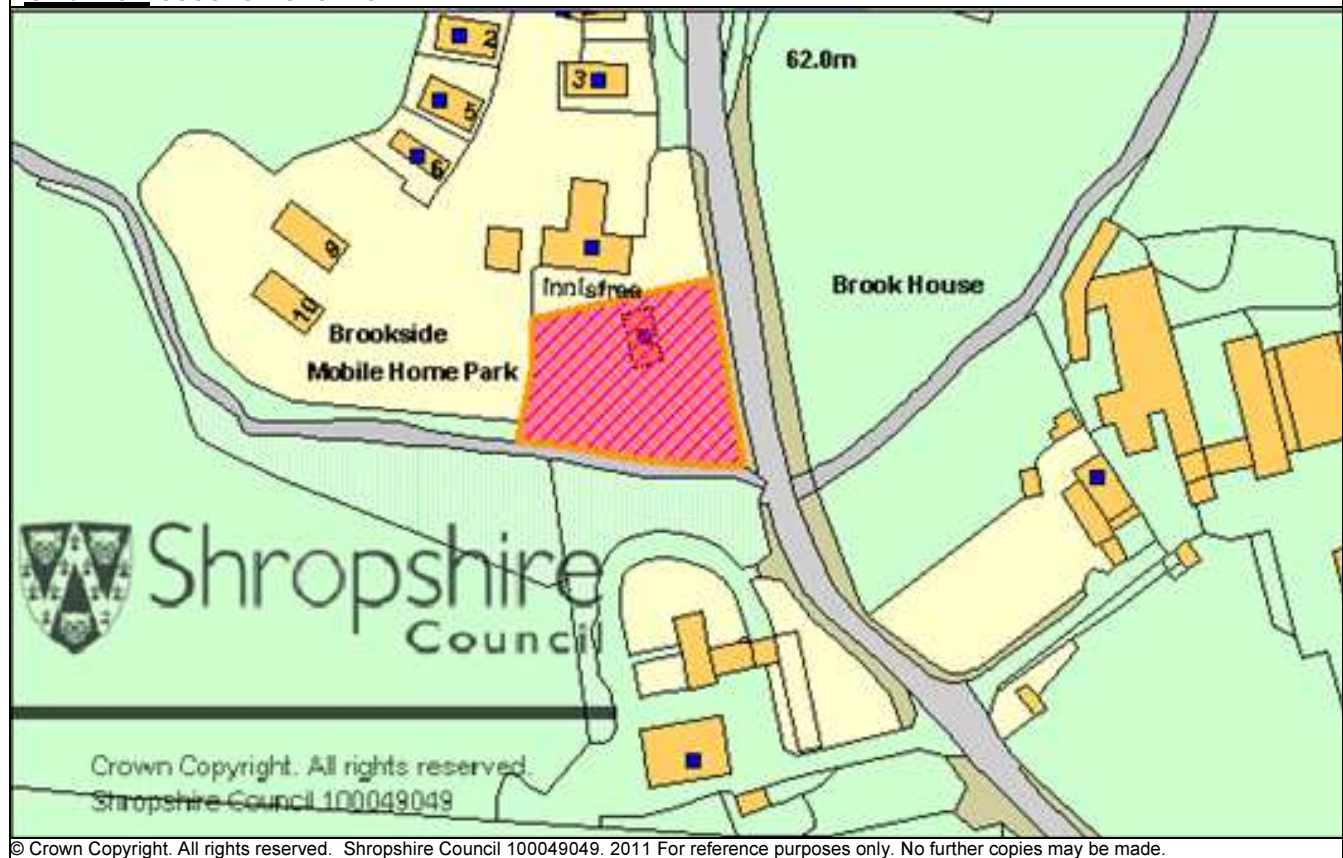 2
62.0m
3
5
6
9
Innisfree
10
Brook House
Brookside
Mobile Home Park
Shropshire
Council
Crown Copyright. All rights reserved.
Shropshire Council 100049049
© Crown Copyright. All rights reserved. Shropshire Council 100049049. 2011 For reference purposes only. No further copies may be made.